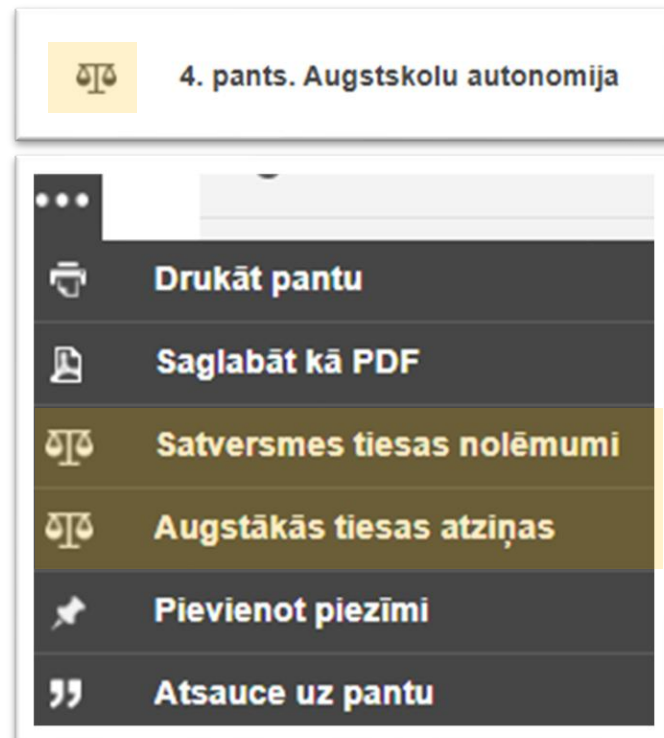 4. pants. Augstskolu autonomija
Drukāt pantu
Saglabāt kā PDF
Satversmes tiesas nolēmumi
Augstākās tiesas atziņas
Pievienot piezīmi
Atsauce uz pantu